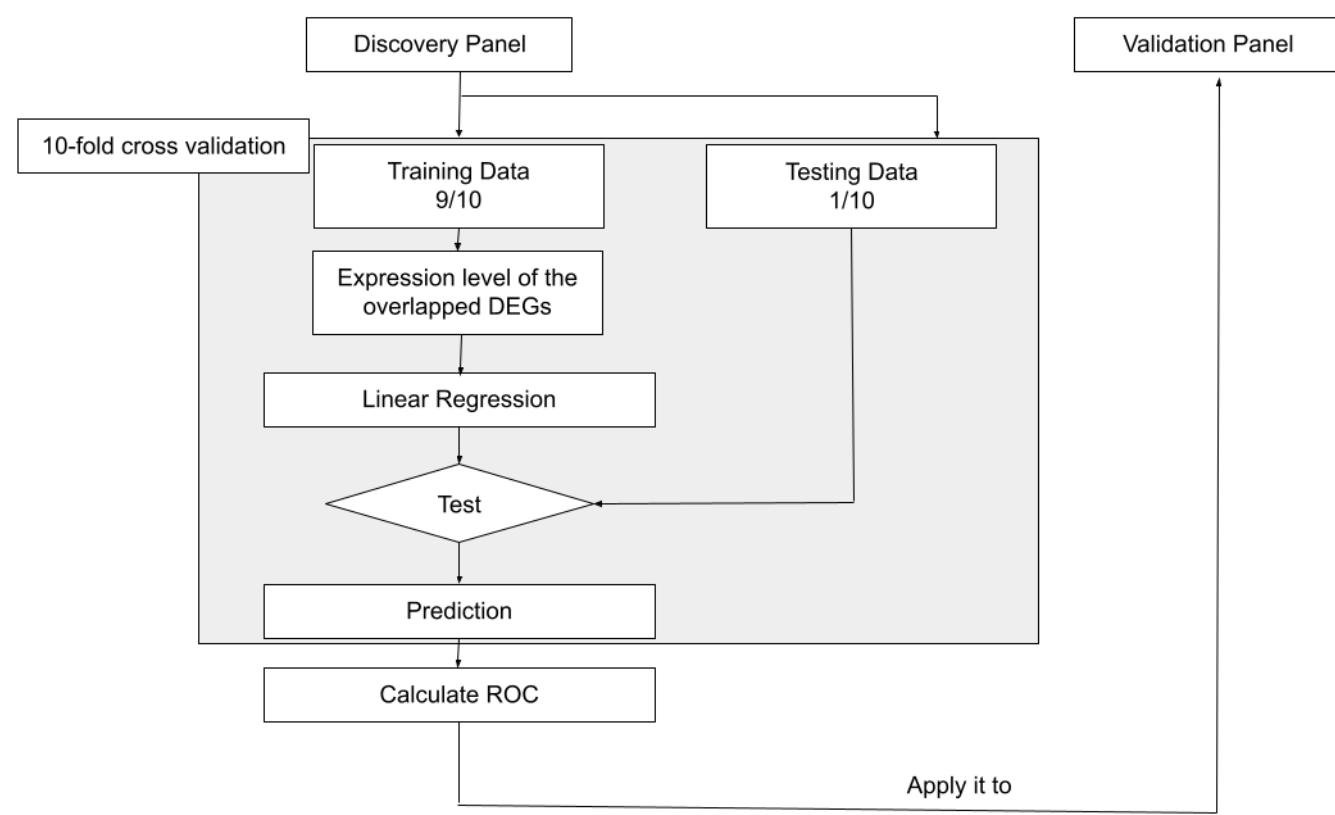 Discovery Panel
Validation Panel
10-fold cross validation
Training Data
9/10
Testing Data
1/10
Expression level of the
overlapped DEGs
Linear Regression
Test
Prediction
Calculate ROC
Apply it to